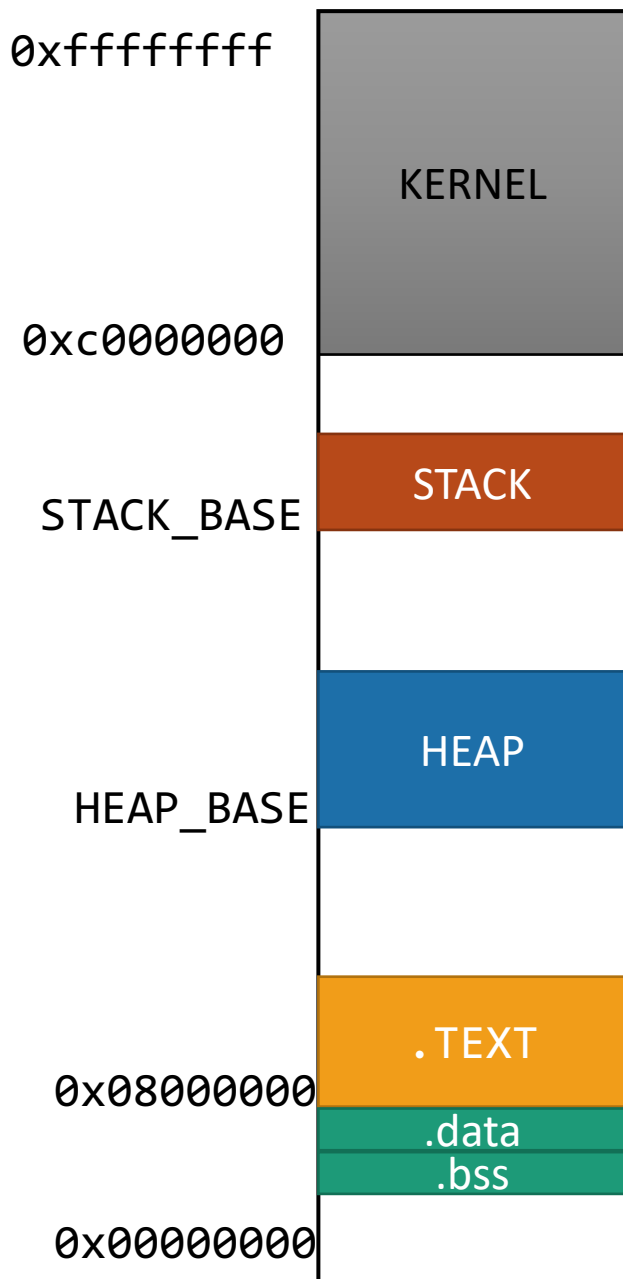 0xffffffff
KERNEL
0xc0000000
STACK
STACK_BASE
HEAP
HEAP_BASE
.TEXT
0x08000000
.data
.bss
0x00000000